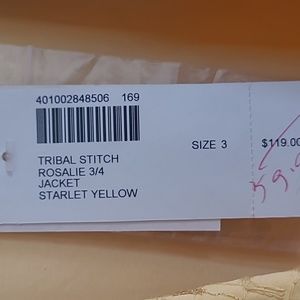 401002848506 169
SIZE 3 $119.00
TRIBAL STITCH
ROSALIE 3/4
JACKET
STARLET YELLOW